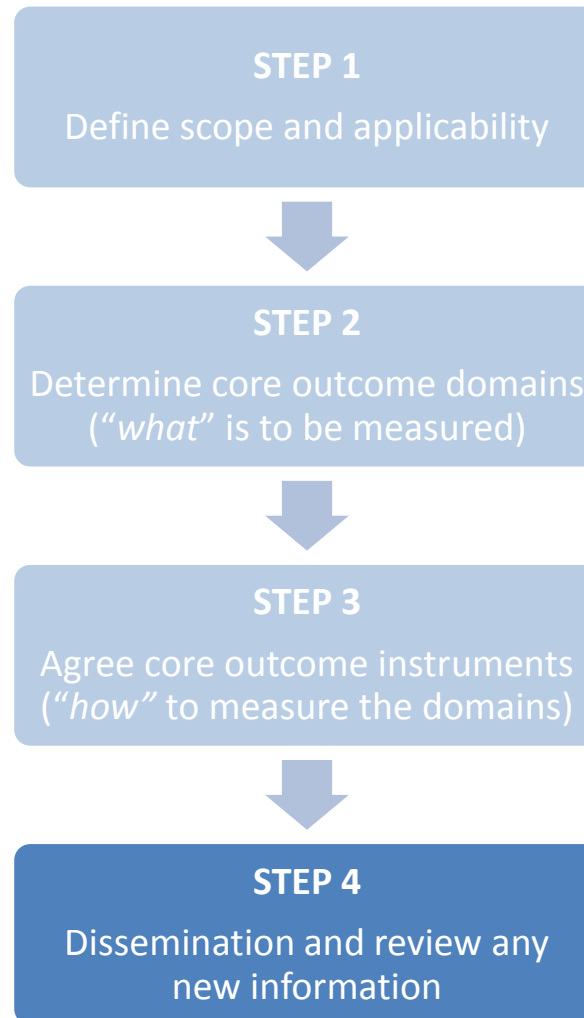 STEP 1
Define scope and applicability
STEP 2
Determine core outcome domains
(“what” is to be measured)
STEP 3
Agree core outcome instruments
(“how” to measure the domains)
STEP 4
Dissemination and review any
new information